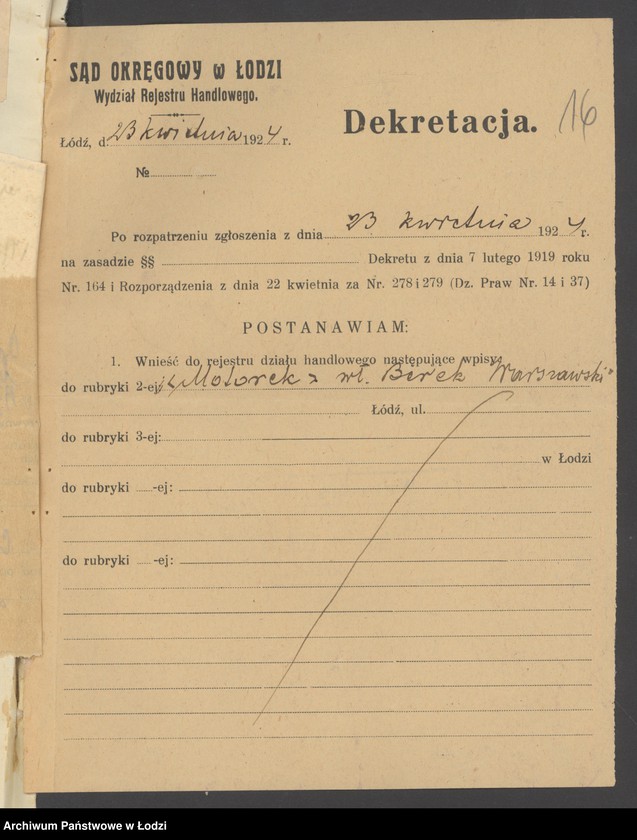 SĄD OKRĘGOWY w ŁODZI
Wydział Rejestru Handlowego.
Dekretacja.
16
Łódź, d. 23 kwietnia 1924 r.
№
Po rozpatrzeniu zgłoszenia z dnia 23 kwietnia 1924 r.
na zasadzie §§ Dekretu z dnia 7 lutego 1919 roku
Nr. 164 i Rozporządzenia z dnia 22 kwietnia za Nr. 278 i 279 (Dz. Praw Nr. 14 i 37)
POSTANAWIAM:
1. Wnieść do rejestru działu handlowego następujące wpisy:
do rubryki 2-ej: „Motorek" wł. Berek Warszawski"
Łódź, ul.
do rubryki 3-ej:
w Łodzi
do rubryki -ej:
do rubryki -ej:
Archiwum Państwowe w Łodzi